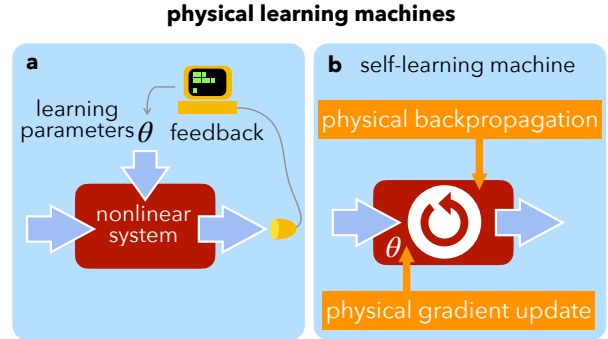 physical learning machines
a
learning
parameters θ
feedback
nonlinear
system
b self-learning machine
physical backpropagation
θ
physical gradient update